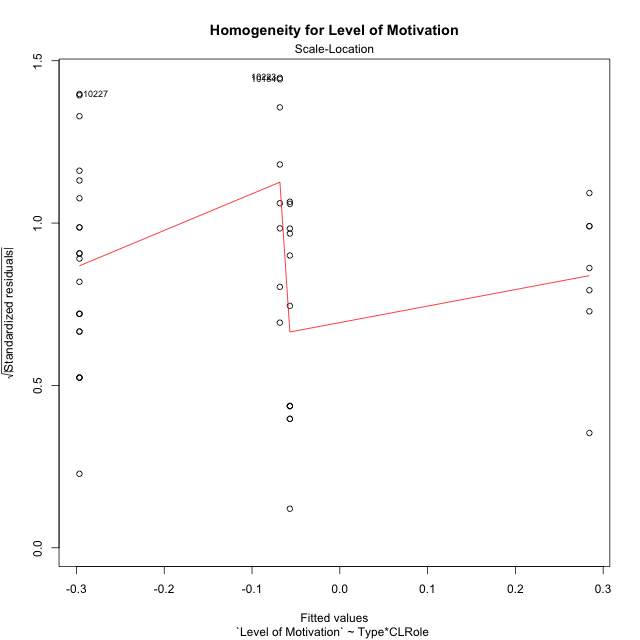 Homogeneity for Level of Motivation
Scale-Location
√|Standardized residuals|
1.5
1.0
0.5
0.0
10227
-0.3
-0.2
-0.1
0.0
0.1
0.2
0.3
Fitted values
`Level of Motivation` ~ Type*CLRole